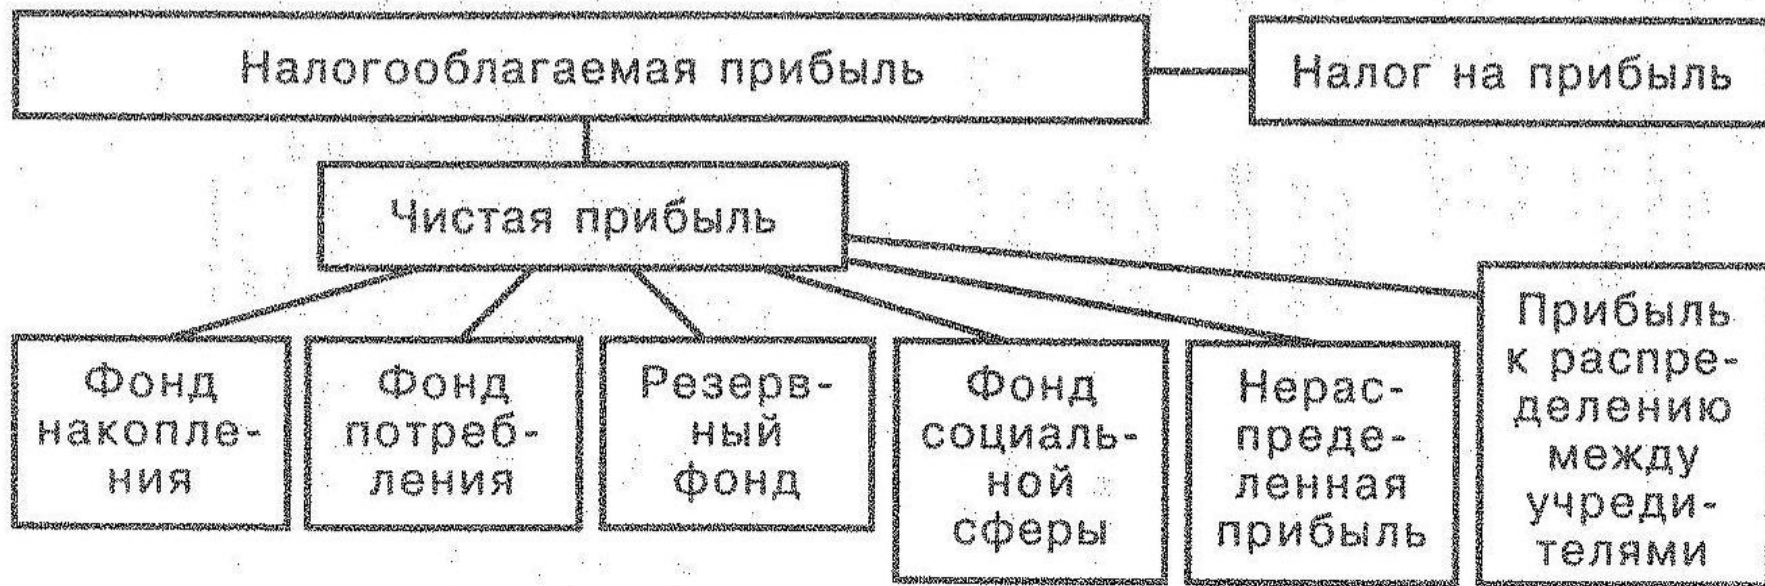 Налогооблагаемая прибыль
Налог на прибыль
Чистая прибыль
Фонд
накопле-
ния
Фонд
потреб-
ления
Резерв-
ный
фонд
Фонд
социаль-
ной
сферы
Нерас-
преде-
ленная
прибыль
Прибыль
к распре-
делению
между
учреди-
телями